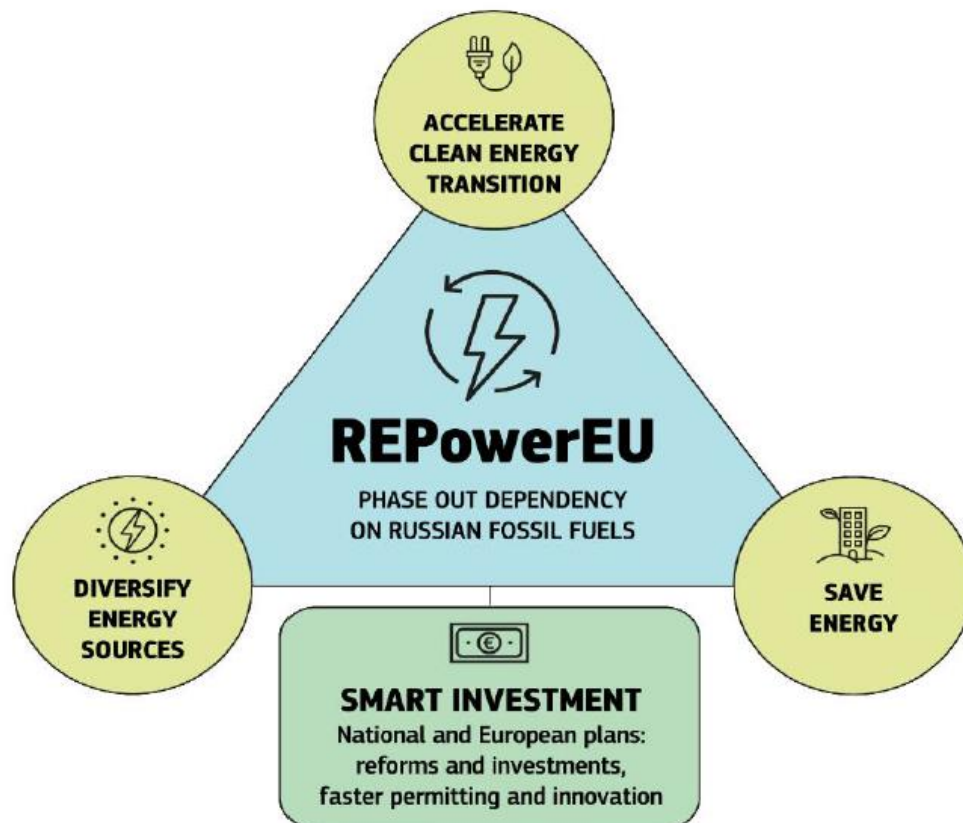 ACCELERATE
CLEAN ENERGY
TRANSITION
REPowerEU
PHASE OUT DEPENDENCY
ON RUSSIAN FOSSIL FUELS
DIVERSIFY
ENERGY
SOURCES
SAVE
ENERGY
€
SMART INVESTMENT
National and European plans:
reforms and investments,
faster permitting and innovation